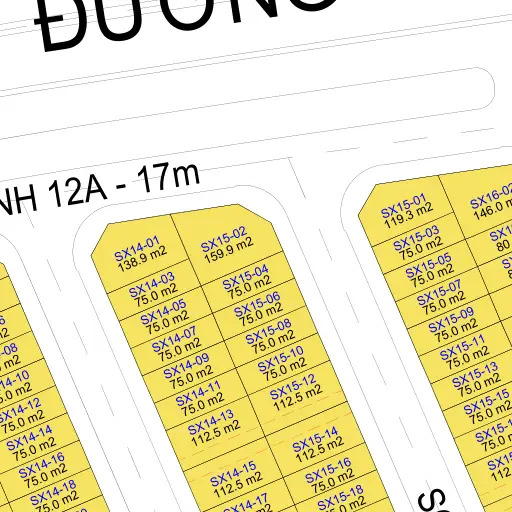 ĐƯỜNG
NH 12A - 17m
SX14-01
138.9 m2
SX15-02
159.9 m2
SX14-03
75.0 m2
SX15-04
75.0 m2
SX14-05
75.0 m2
SX15-06
75.0 m2
SX14-07
75.0 m2
SX15-08
75.0 m2
SX14-09
75.0 m2
SX15-10
75.0 m2
SX14-11
75.0 m2
SX15-12
112.5 m2
SX14-13
112.5 m2
SX15-14
112.5 m2
SX14-15
112.5 m2
SX15-16
75.0 m2
SX14-17
SX15-18
75.0 m2
SX15-01
119.3 m2
SX16-02
146.0 m
SX15-03
75.0 m2
80
SX15-05
75.0 m2
SX15-07
75.0 m2
SX15-09
75.0 m2
SX15-11
75.0 m2
SX15-13
75.0 m2
SX15-15
75.0 m2
-08
14-10
.0 m2
SX14-12
75.0 m2
SX14-14
75.0 m2
SX14-16
75.0 m2
SX14-18
75.0 m2